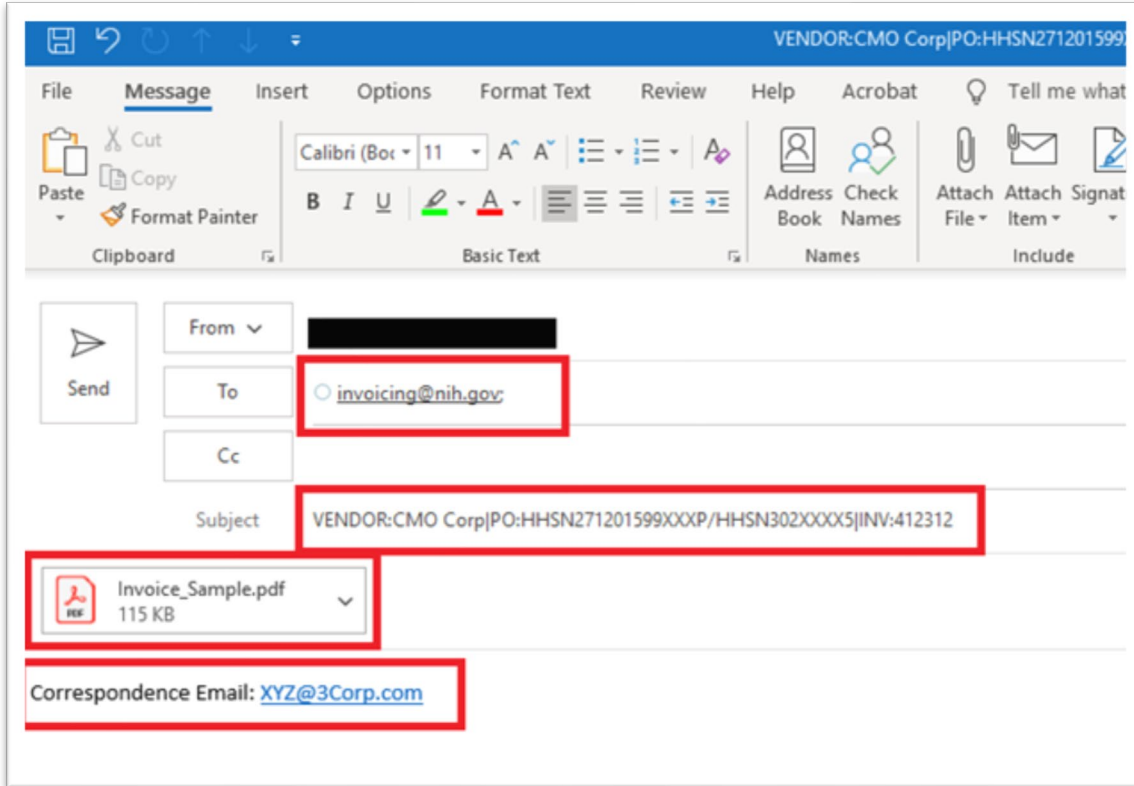 VENDOR:CMO Corp|PO:HHSN271201599
File Message Insert Options Format Text Review Help Acrobat Tell me what
Cut
Copy
Paste
Format Painter
Clipboard
Calibri (Boc 11
B I U A
Basic Text
Address Book
Check Names
Names
Attach File
Attach Item
Signat
Include
Send
From
To
invoicing@nih.gov;
Cc
Subject
VENDOR:CMO Corp|PO:HHSN271201599XXXP/HHSN302XXXX5|INV:412312
PDF
Invoice_Sample.pdf
115 KB
Correspondence Email: XYZ@3Corp.com